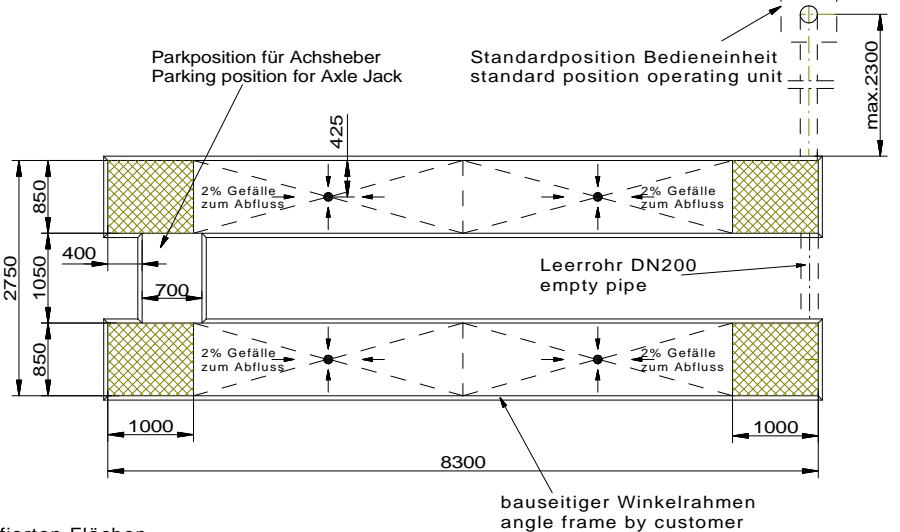 Parkposition für Achsheber
Parking position for Axle Jack
Standardposition Bedieneinheit
standard position operating unit
max.2300
425
850
2% Gefälle
zum Abfluss
2% Gefälle
zum Abfluss
2750
1050
400
700
Leerrohr DN200
empty pipe
850
2% Gefälle
zum Abfluss
2% Gefälle
zum Abfluss
1000
1000
8300
bauseitiger Winkelrahmen
angle frame by customer
fierten Flächen